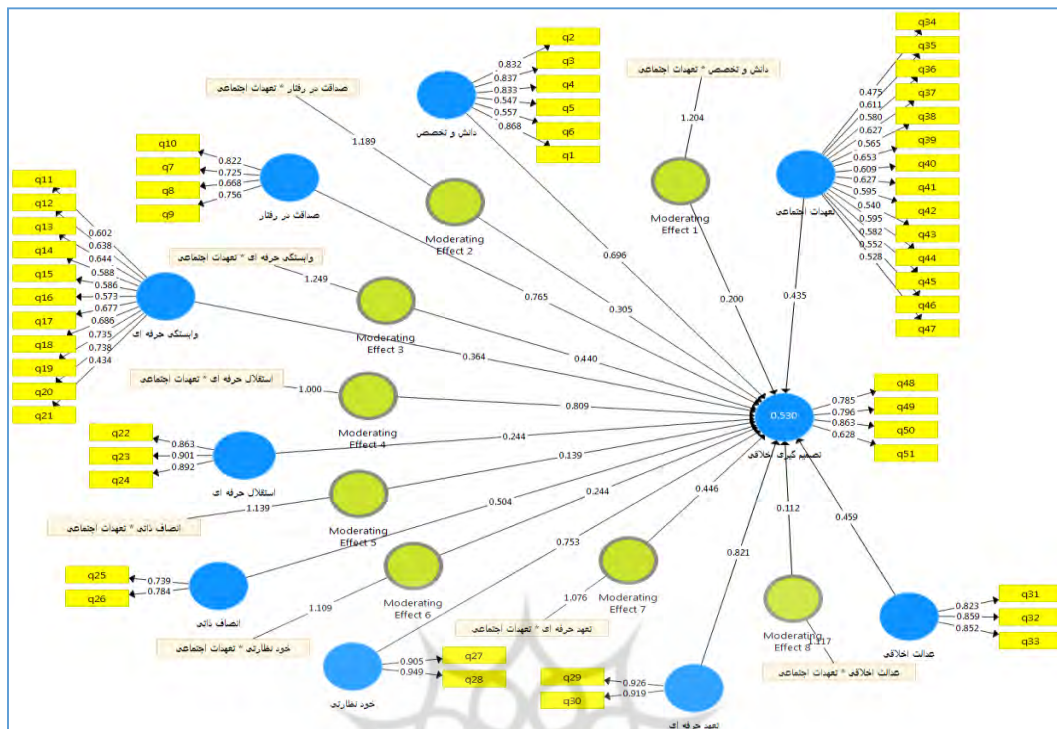 q2
q3
q4
q5
q6
q1
0.832
0.837
0.833
0.547
0.557
0.868
دانش و تخصص
دانش و تخصص * تعهدات اجتماعی
1.204
Moderating
Effect 1
0.200
q34
q35
q36
q37
q38
q39
q40
q41
q42
q43
q44
q45
q46
q47
0.475
0.611
0.580
0.627
0.565
0.653
0.609
0.627
0.595
0.540
0.595
0.582
0.552
0.528
تعهدات اجتماعی
0.435
صداقت در رفتار * تعهدات اجتماعی
1.189
Moderating
Effect 2
0.305
0.696
q10
q7
q8
q9
0.822
0.725
0.668
0.756
صداقت در رفتار
0.765
q11
q12
q13
q14
q15
q16
q17
q18
q19
q20
q21
0.602
0.638
0.644
0.588
0.586
0.573
0.677
0.686
0.735
0.738
0.434
وابستگی حرفه ای
0.364
وابستگی حرفه ای * تعهدات اجتماعی
1.249
Moderating
Effect 3
0.440
استقلال حرفه ای * تعهدات اجتماعی
1.000
Moderating
Effect 4
0.809
q22
q23
q24
0.863
0.901
0.892
استقلال حرفه ای
0.244
0.530
تصمیم گیری اخلاقی
0.785
0.796
0.863
0.628
q48
q49
q50
q51
انصاف ذاتی * تعهدات اجتماعی
1.139
Moderating
Effect 5
0.139
q25
q26
0.739
0.784
انصاف ذاتی
0.504
خود نظارتی * تعهدات اجتماعی
1.109
Moderating
Effect 6
0.244
q27
q28
0.905
0.949
خود نظارتی
0.753
تعهد حرفه ای * تعهدات اجتماعی
1.076
Moderating
Effect 7
0.446
q29
q30
0.926
0.919
تعهد حرفه ای
0.821
Moderating
Effect 8
1.117
0.112
عدالت اخلاقی * تعهدات اجتماعی
0.459
عدالت اخلاقی
0.823
0.859
0.852
q31
q32
q33